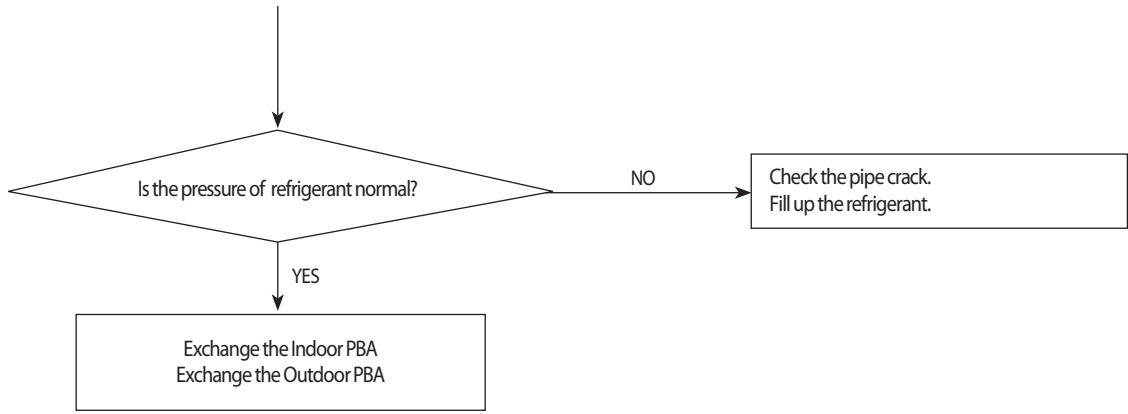 Is the pressure of refrigerant normal?
NO
Check the pipe crack.
Fill up the refrigerant.
YES
Exchange the Indoor PBA
Exchange the Outdoor PBA